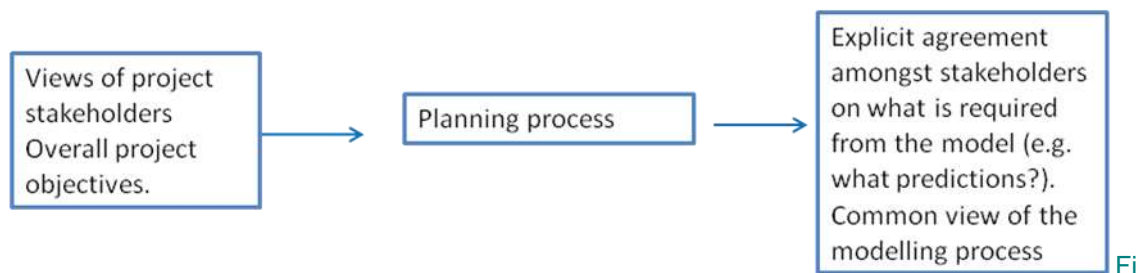 Views of project
stakeholders
Overall project
objectives.
Planning process
Explicit agreement
amongst stakeholders
on what is required
from the model (e.g.
what predictions?).
Common view of the
modelling process
Fi